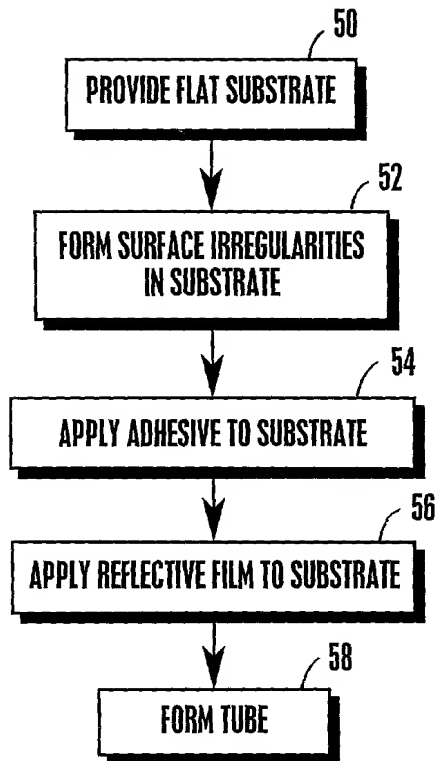 50
PROVIDE FLAT SUBSTRATE
52
FORM SURFACE IRREGULARITIES
IN SUBSTRATE
54
APPLY ADHESIVE TO SUBSTRATE
56
APPLY REFLECTIVE FILM TO SUBSTRATE
58
FORM TUBE